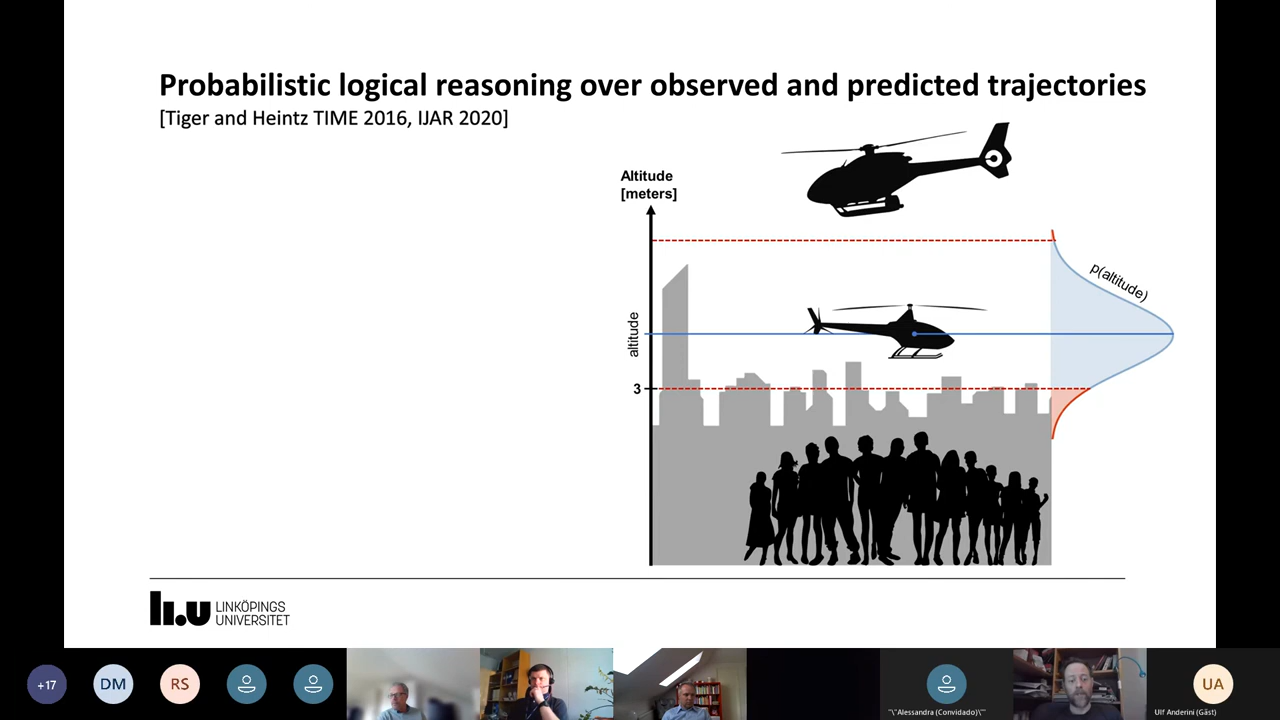 Probabilistic logical reasoning over observed and predicted trajectories
[Tiger and Heintz TIME 2016, IJAR 2020]
Altitude
[meters]
p(altitude)
altitude
3
li.u LINKÖPINGS
UNIVERSITET
+17
DM
RS
"\"Alessandra (Convidado)\""
Ulf Anderini (Gäst)
UA